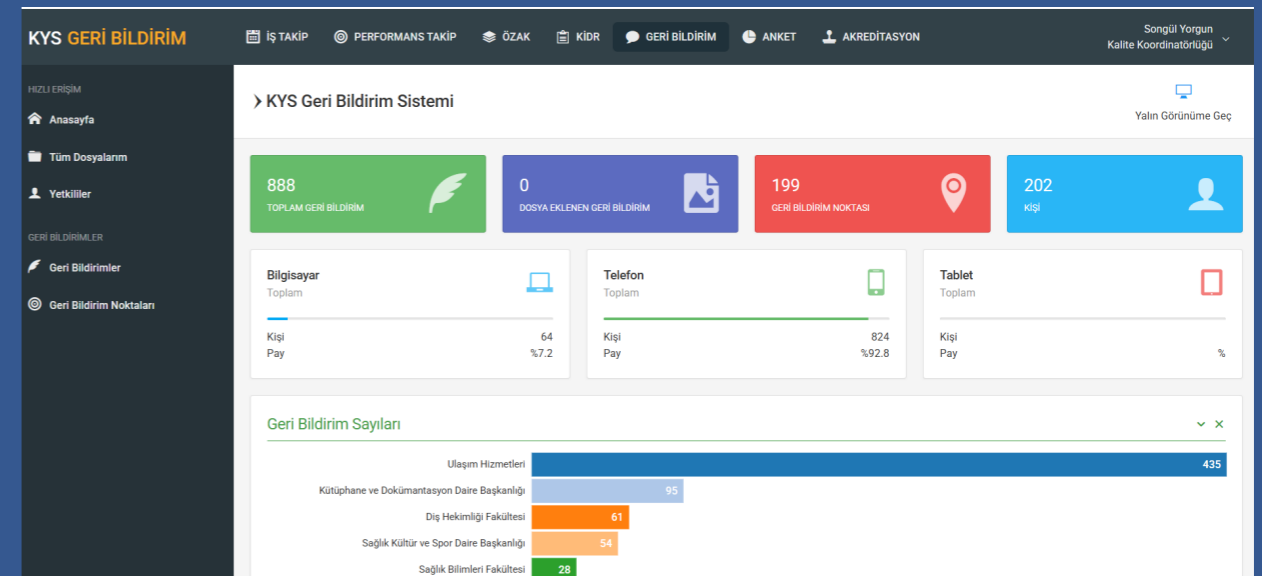 KYS GERİ BİLDİRİM
İŞ TAKİP
PERFORMANS TAKİP
ÖZAK
KİDR
GERİ BİLDİRİM
ANKET
AKREDİTASYON
Songül Yorgun
Kalite Koordinatörlüğü
HIZLI ERİŞİM
Anasayfa
Tüm Dosyalarım
Yetkililer
GERİ BİLDİRİMLER
Geri Bildirimler
Geri Bildirim Noktaları
KYS Geri Bildirim Sistemi
Yalın Görünüme Geç
888
TOPLAM GERİ BİLDİRİM
0
DOSYA EKLENEN GERİ BİLDİRİM
199
GERİ BİLDİRİM NOKTASI
202
KİŞİ
Bilgisayar
Toplam
Kişi 64
Pay %7.2
Telefon
Toplam
Kişi 824
Pay %92.8
Tablet
Toplam
Kişi
Pay %
Geri Bildirim Sayıları
Ulaşım Hizmetleri 435
Kütüphane ve Dokümantasyon Daire Başkanlığı 95
Diş Hekimliği Fakültesi 61
Sağlık Kültür ve Spor Daire Başkanlığı 54
Sağlık Bilimleri Fakültesi 28